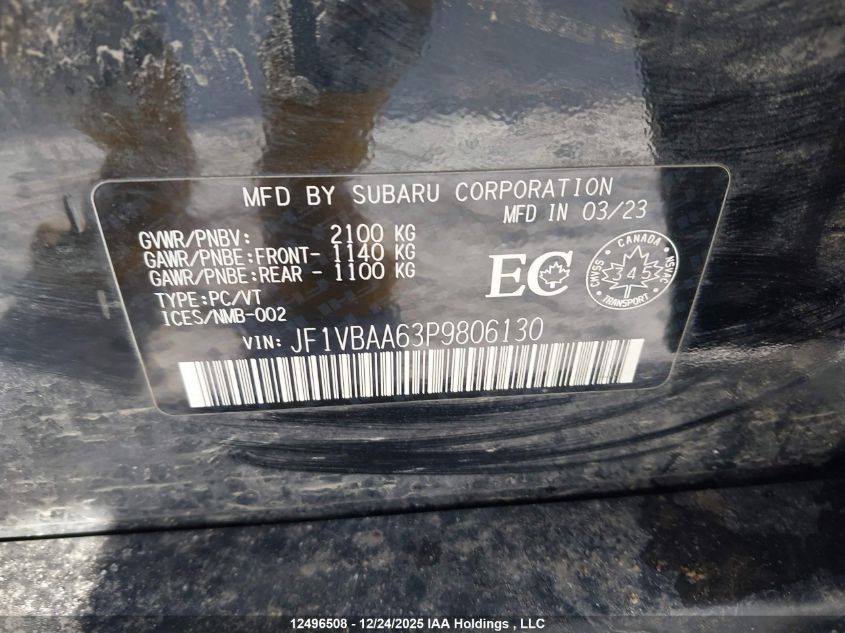 MFD BY SUBARU CORPORATION
MFD IN 03/23
GVWR/PNBV: 2100 KG
GAWR/PNBE:FRONT- 1140 KG
GAWR/PNBE:REAR - 1100 KG
TYPE:PC/VT
ICES/NMB-002
EC
CANADA
CMVSS 345 NSVAC
TRANSPORT
VIN: JF1VBAA63P9806130
12496508 - 12/24/2025 IAA Holdings , LLC